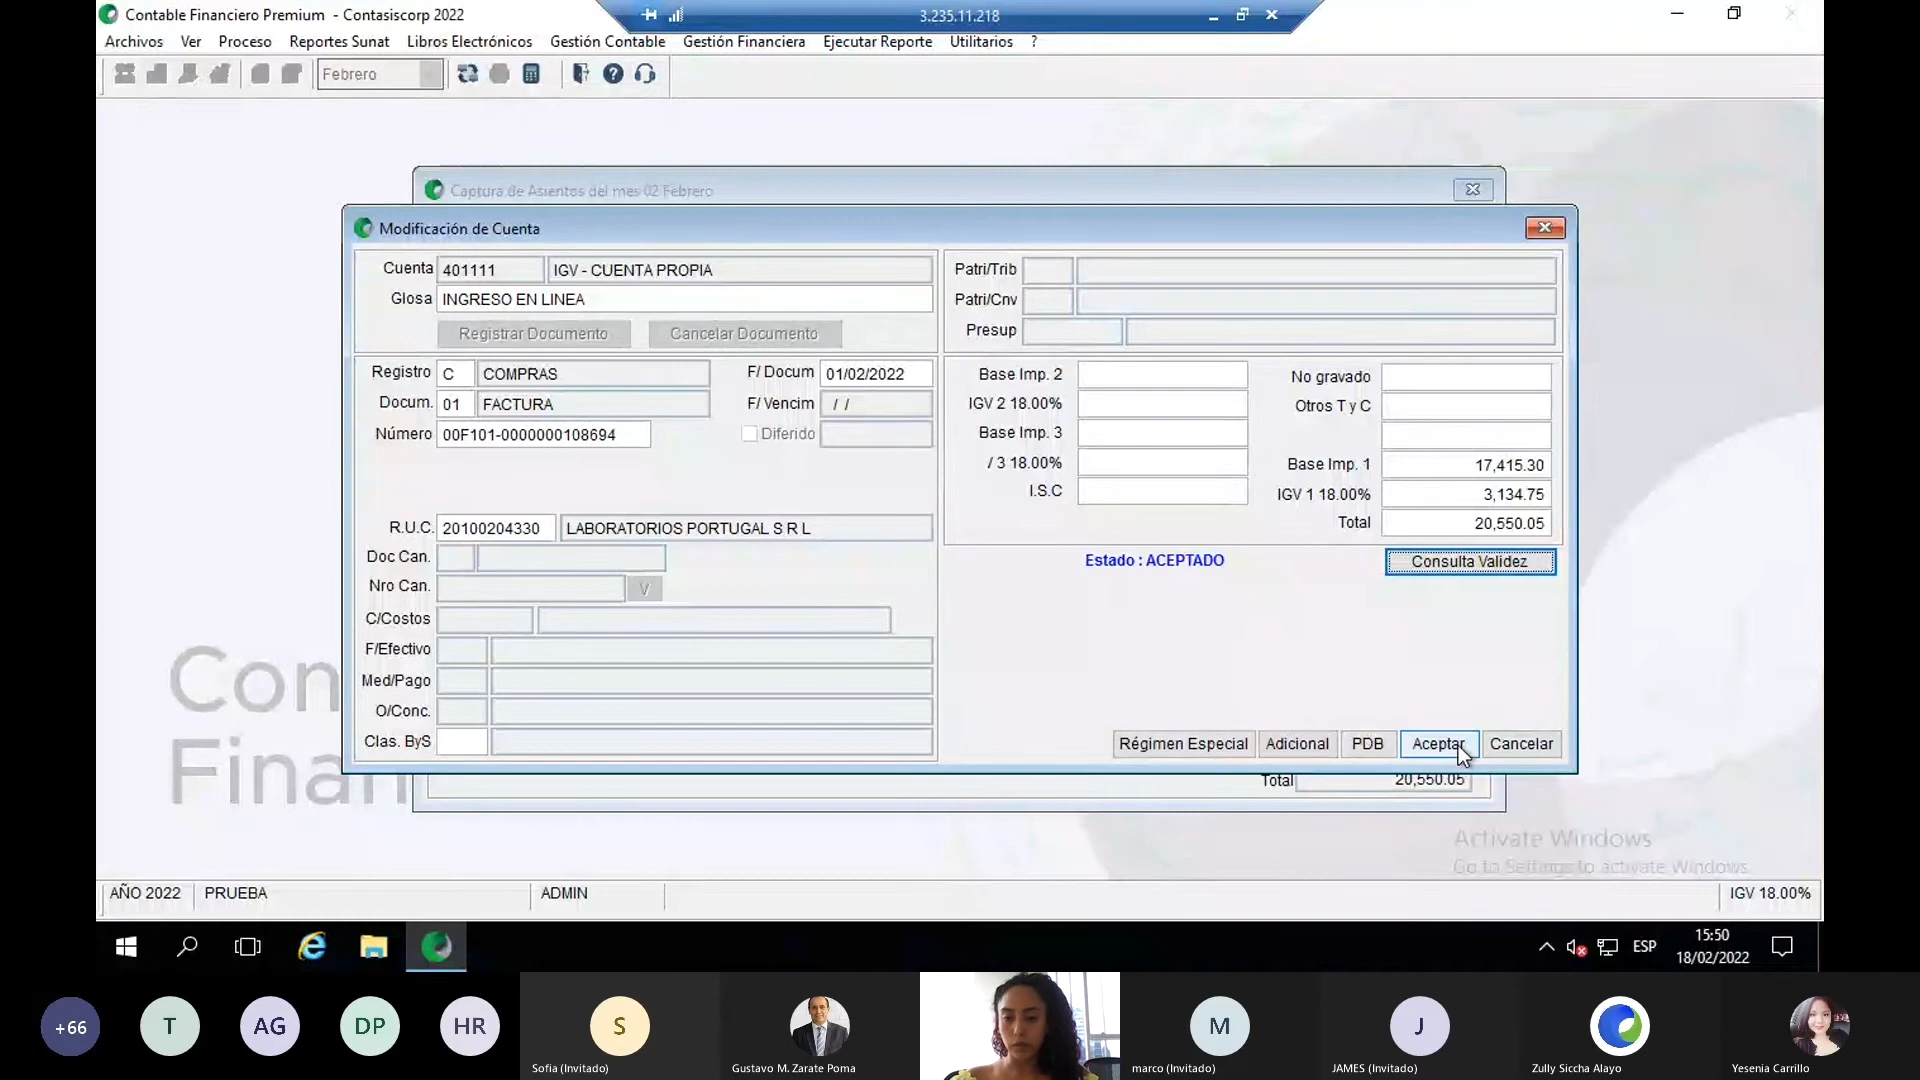 Contable Financiero Premium - Contasiscorp 2022
3.235.11.218
Archivos Ver Proceso Reportes Sunat Libros Electrónicos Gestión Contable Gestión Financiera Ejecutar Reporte Utilitarios ?
Febrero
Captura de Asientos del mes 02 Febrero
Modificación de Cuenta
Cuenta 401111 IGV - CUENTA PROPIA
Glosa INGRESO EN LINEA
Registrar Documento Cancelar Documento
Registro C COMPRAS F/ Docum 01/02/2022
Docum. 01 FACTURA F/ Vencim / /
Número 00F101-0000000108694 Diferido
R.U.C. 20100204330 LABORATORIOS PORTUGAL S R L
Doc Can.
Nro Can. V
C/Costos
F/Efectivo
Med/Pago
O/Conc.
Clas. ByS
Patri/Trib
Patri/Cnv
Presup
Base Imp. 2 No gravado
IGV 2 18.00% Otros T y C
Base Imp. 3
/ 3 18.00% Base Imp. 1 17,415.30
I.S.C IGV 1 18.00% 3,134.75
Total 20,550.05
Estado : ACEPTADO Consulta Validez
Régimen Especial Adicional PDB Aceptar Cancelar
Total 20,550.05
Con
Finan
Activate Windows
Go to Settings to activate Windows.
AÑO 2022 PRUEBA ADMIN IGV 18.00%
ESP 15:50
18/02/2022
+66 T AG DP HR S M J
Sofia (Invitado) Gustavo M. Zarate Poma marco (Invitado) JAMES (Invitado) Zully Siccha Alayo Yesenia Carrillo